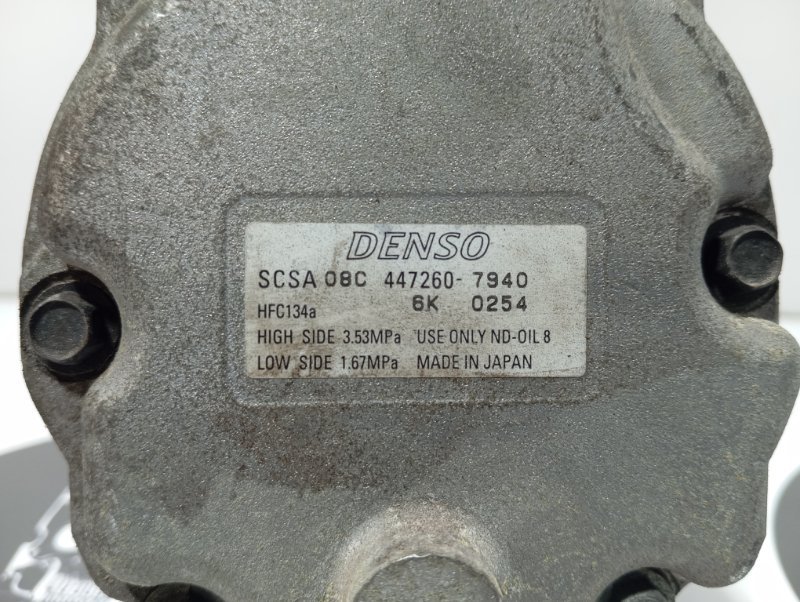 DENSO
SCSA 08C 447260-7940
HFC134a 6K 0254
HIGH SIDE 3.53MPa USE ONLY ND-OIL 8
LOW SIDE 1.67MPa MADE IN JAPAN